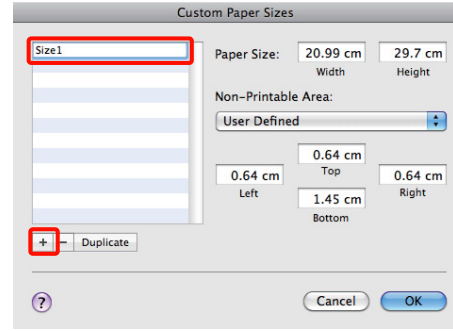 Custom Paper Sizes
Size1
Paper Size:
20.99 cm
29.7 cm
Width
Height
Non-Printable Area:
User Defined
0.64 cm
Top
0.64 cm
Left
0.64 cm
Right
1.45 cm
Bottom
+ − Duplicate
?
Cancel
OK